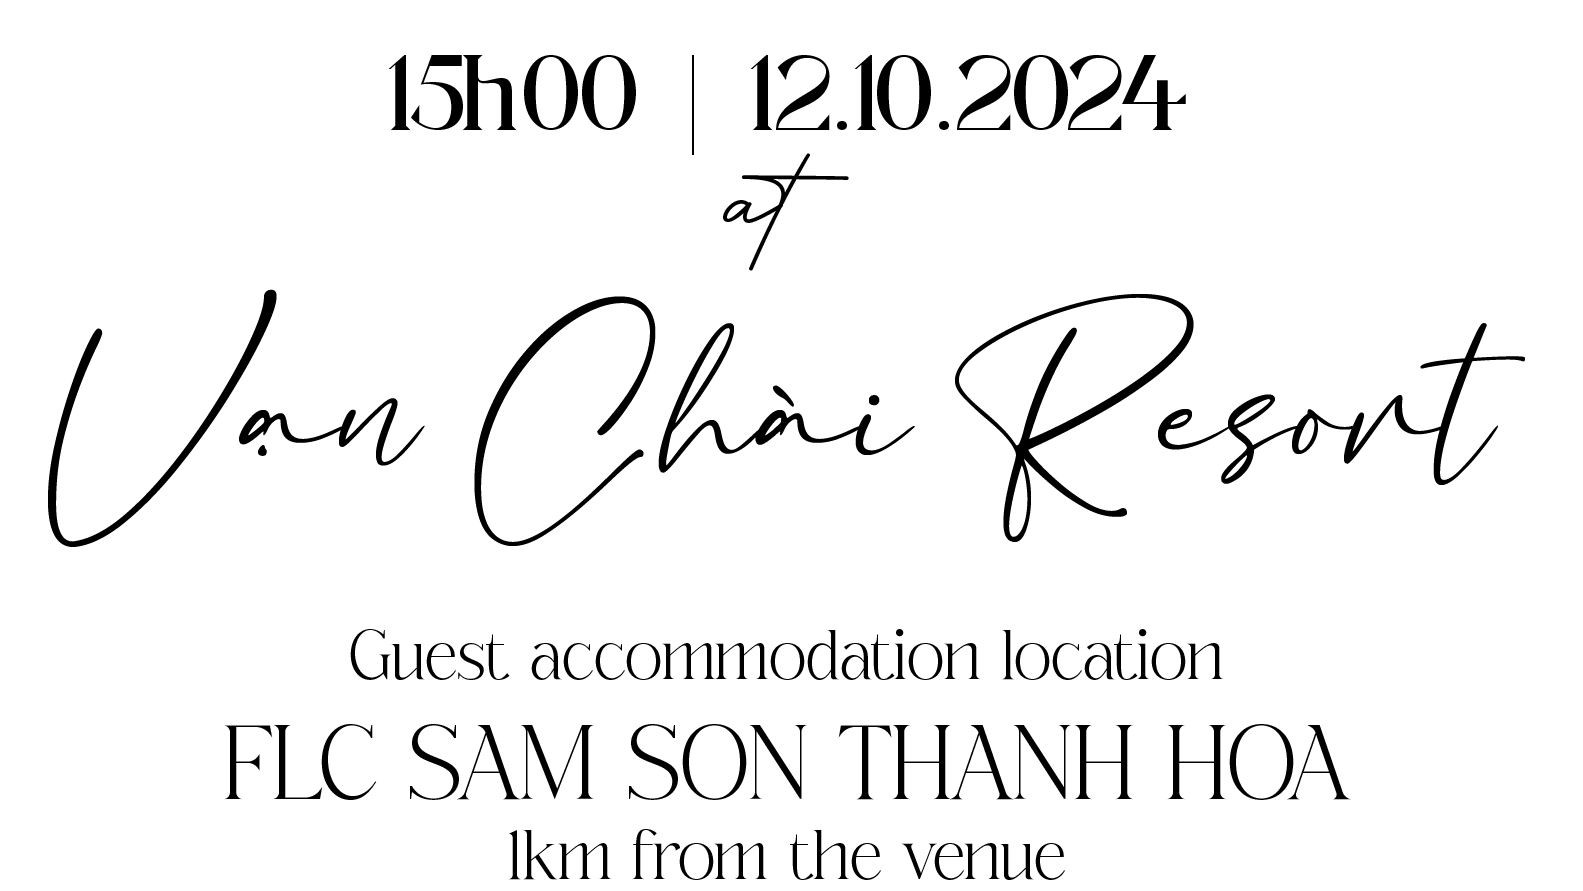 15h00 | 12.10.2024
at
Vạn Chài Resort
Guest accommodation location
FLC SAM SON THANH HOA
1km from the venue